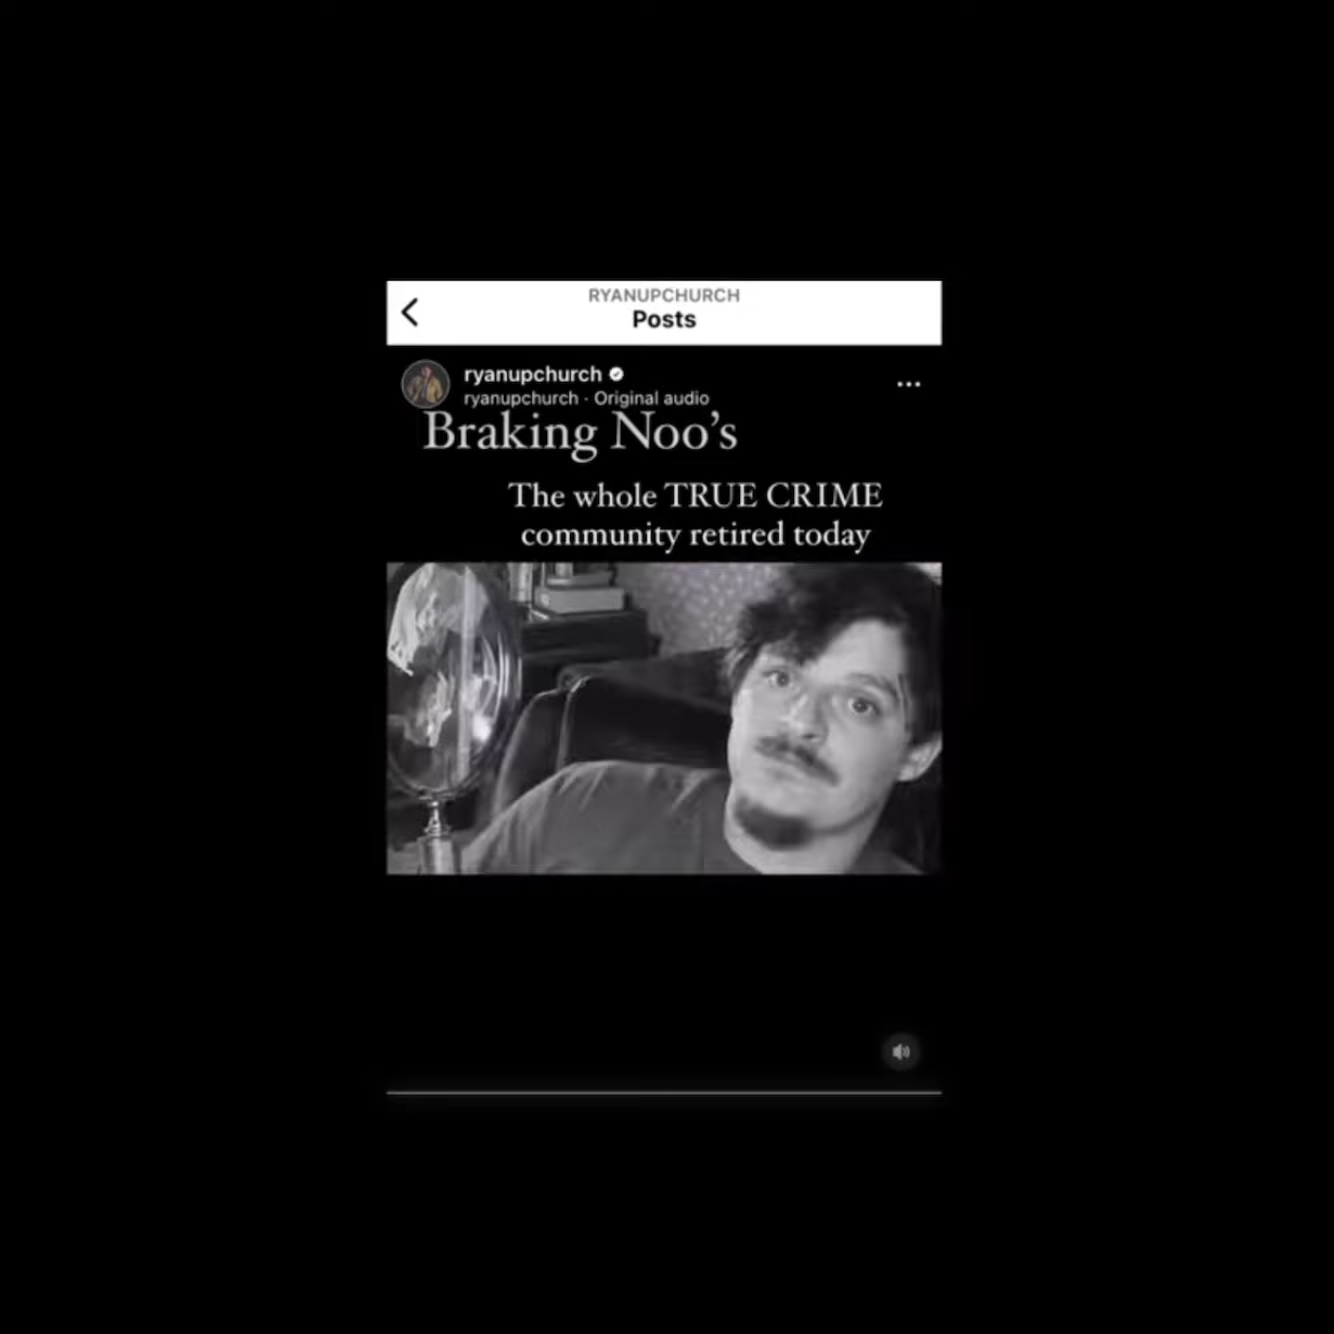 RYANUPCHURCH
Posts
ryanupchurch
ryanupchurch · Original audio
Braking Noo’s
The whole TRUE CRIME
community retired today